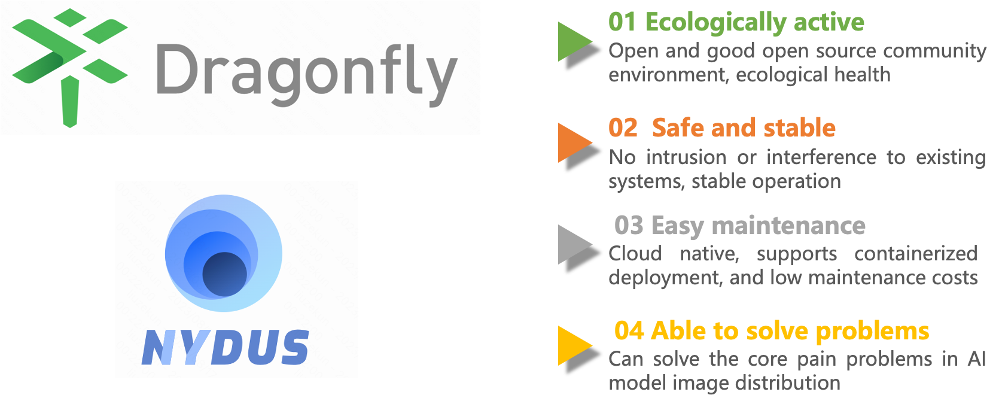 Dragonfly
NYDUS
01 Ecologically active
Open and good open source community
environment, ecological health
02 Safe and stable
No intrusion or interference to existing
systems, stable operation
03 Easy maintenance
Cloud native, supports containerized
deployment, and low maintenance costs
04 Able to solve problems
Can solve the core pain problems in AI
model image distribution